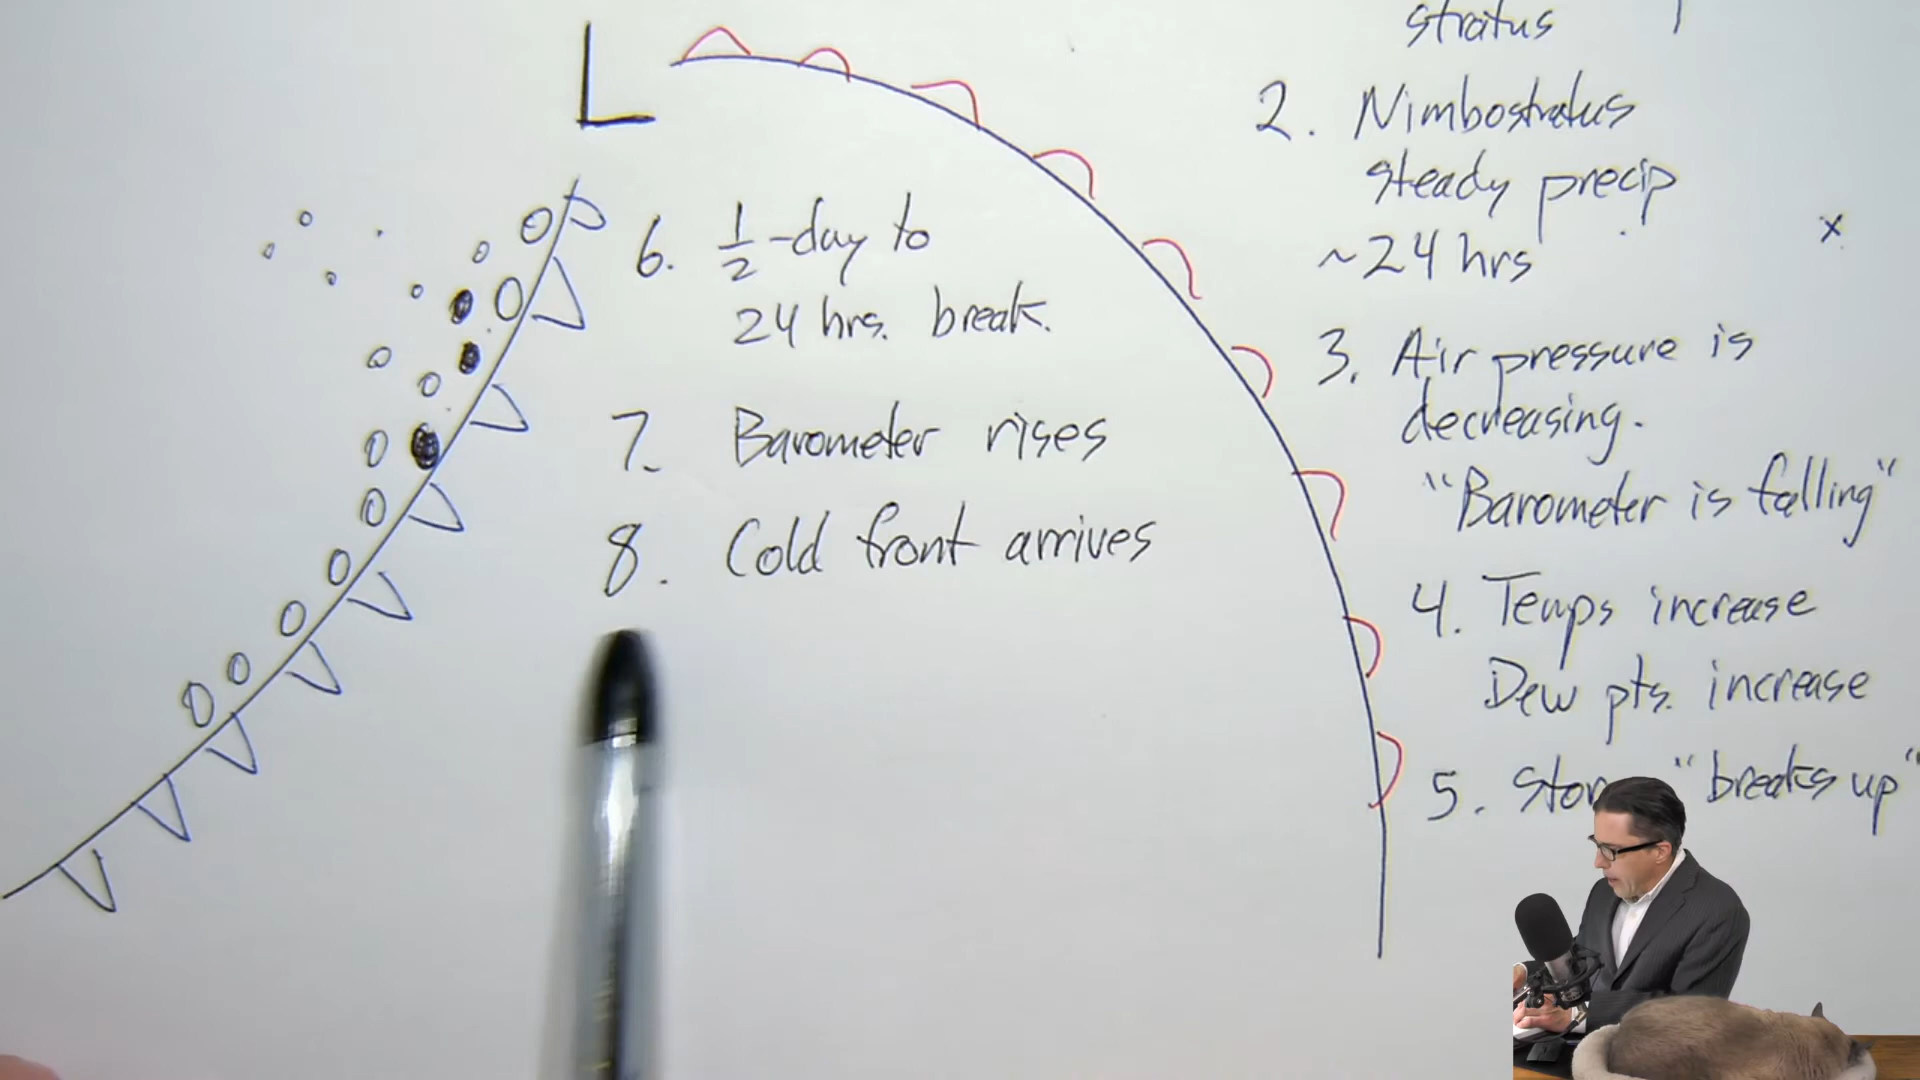 L
stratus
2. Nimbostratus
steady precip
~24 hrs
x
3. Air pressure is
decreasing.
"Barometer is falling"
4. Temps increase
Dew pts. increase
5. "breaks up"
6. 1/2-day to
24 hrs. break.
7. Barometer rises
8. Cold front arrives